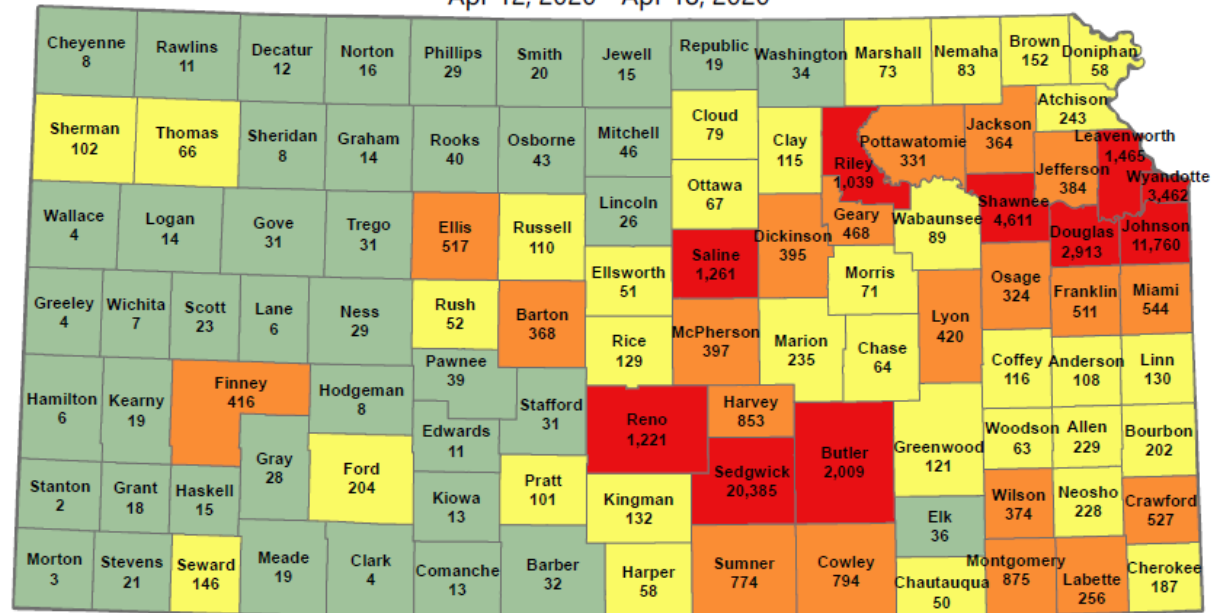 Apr 12, 2020 - Apr 18, 2020
Cheyenne
8
Rawlins
11
Decatur
12
Norton
16
Phillips
29
Smith
20
Jewell
15
Republic
19
Washington
34
Marshall
73
Nemaha
83
Brown
152
Doniphan
58
Sherman
102
Thomas
66
Sheridan
8
Graham
14
Rooks
40
Osborne
43
Mitchell
46
Cloud
79
Clay
115
Riley
1,039
Pottawatomie
331
Jackson
364
Atchison
243
Jefferson
384
Leavenworth
1,465
Wyandotte
3,462
Wallace
4
Logan
14
Gove
31
Trego
31
Ellis
517
Russell
110
Lincoln
26
Ottawa
67
Saline
1,261
Dickinson
395
Geary
468
Wabaunsee
89
Shawnee
4,611
Douglas
2,913
Johnson
11,760
Greeley
4
Wichita
7
Scott
23
Lane
6
Ness
29
Rush
52
Barton
368
Ellsworth
51
Rice
129
McPherson
397
Marion
235
Morris
71
Chase
64
Lyon
420
Osage
324
Franklin
511
Miami
544
Hamilton
6
Kearny
19
Finney
416
Hodgeman
8
Pawnee
39
Edwards
11
Stafford
31
Reno
1,221
Harvey
853
Butler
2,009
Greenwood
121
Coffey
116
Anderson
108
Linn
130
Woodson
63
Allen
229
Bourbon
202
Stanton
2
Grant
18
Haskell
15
Gray
28
Ford
204
Kiowa
13
Pratt
101
Kingman
132
Sedgwick
20,385
Elk
36
Wilson
374
Neosho
228
Crawford
527
Morton
3
Stevens
21
Seward
146
Meade
19
Clark
4
Comanche
13
Barber
32
Harper
58
Sumner
774
Cowley
794
Chautauqua
50
Montgomery
875
Labette
256
Cherokee
187